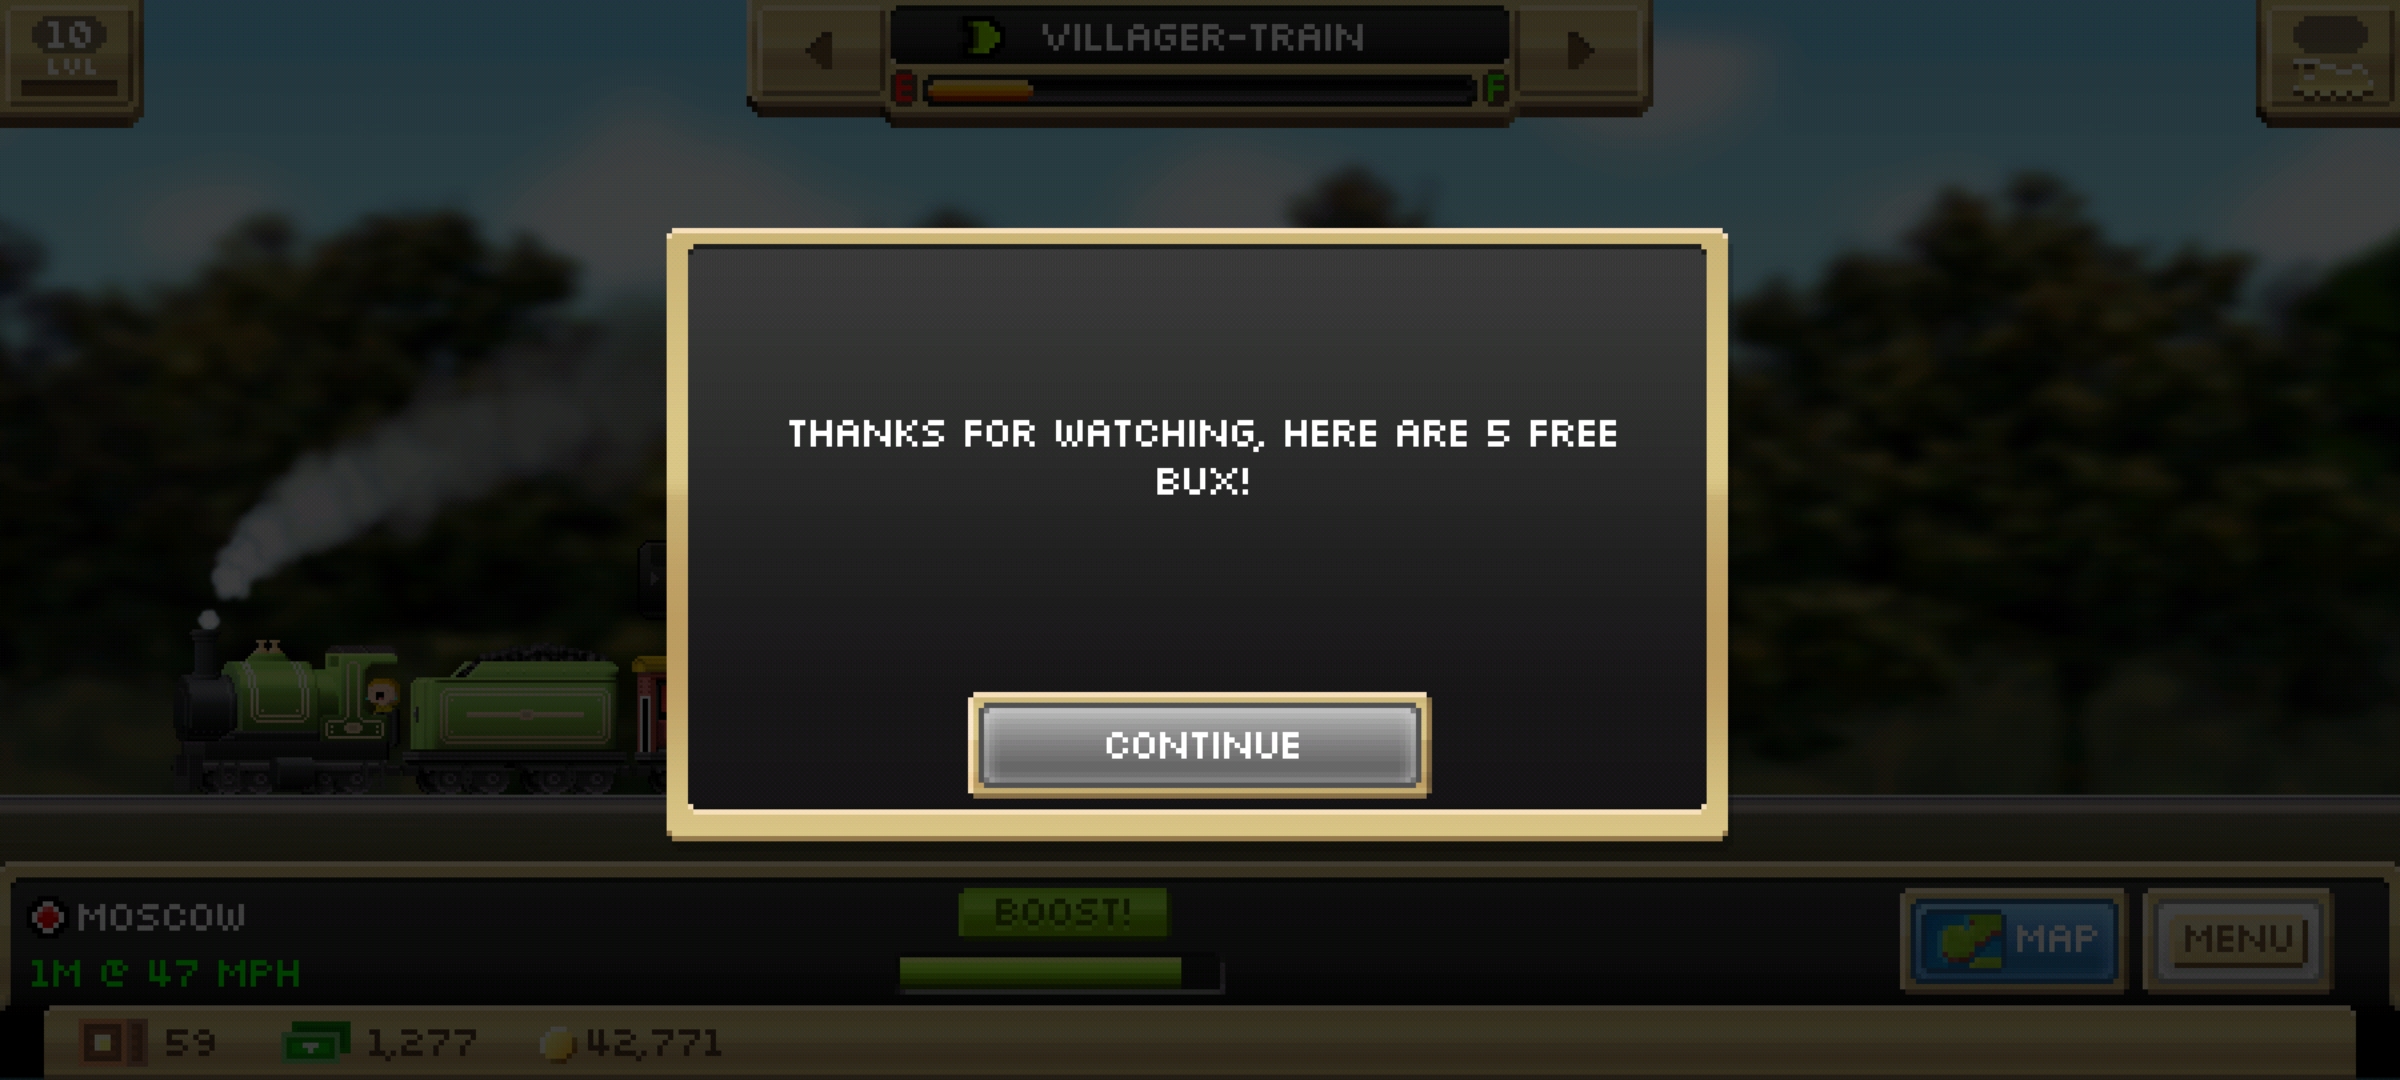 10
LVL
VILLAGER-TRAIN
E
F
THANKS FOR WATCHING, HERE ARE 5 FREE
BUX!
CONTINUE
MOSCOW
1M @ 47 MPH
BOOST!
MAP
MENU
59
1,277
42,771